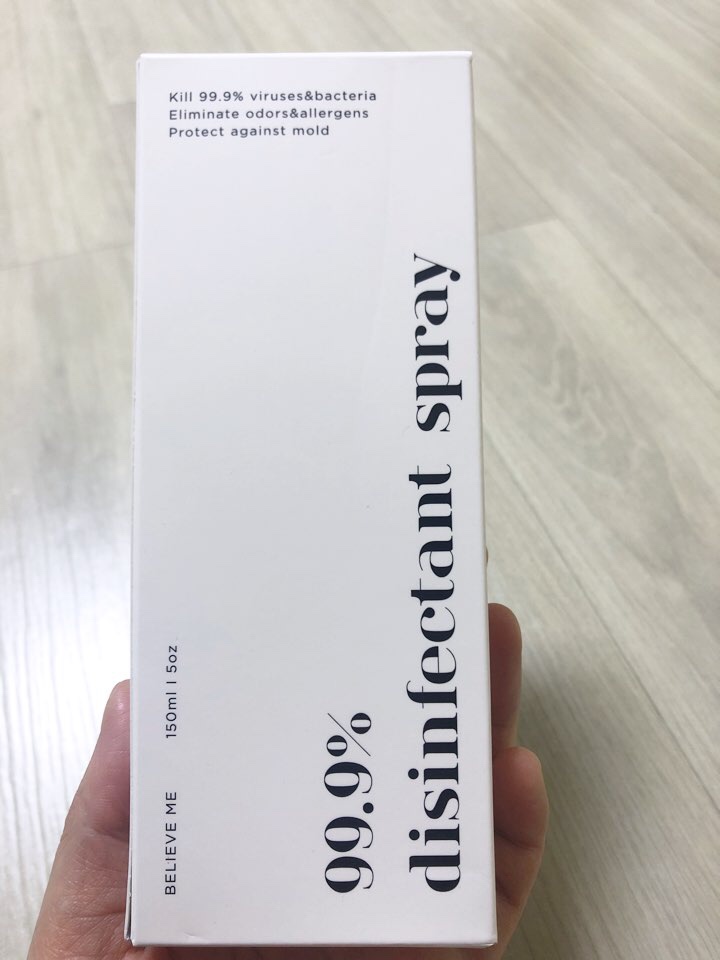 Kill 99.9% viruses&bacteria
Eliminate odors&allergens
Protect against mold
99.9%
disinfectant spray
BELIEVE ME 150ml | 5oz